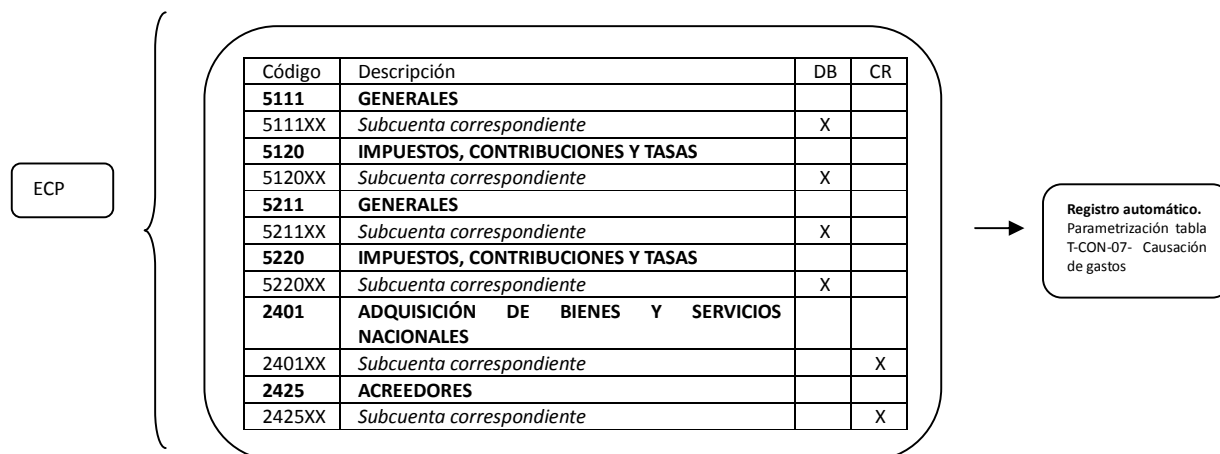 ECP
Código Descripción DB CR
5111 GENERALES
5111XX Subcuenta correspondiente X
5120 IMPUESTOS, CONTRIBUCIONES Y TASAS
5120XX Subcuenta correspondiente X
5211 GENERALES
5211XX Subcuenta correspondiente X
5220 IMPUESTOS, CONTRIBUCIONES Y TASAS
5220XX Subcuenta correspondiente X
2401 ADQUISICIÓN DE BIENES Y SERVICIOS
NACIONALES
2401XX Subcuenta correspondiente X
2425 ACREEDORES
2425XX Subcuenta correspondiente X
Registro automático.
Parametrización tabla
T-CON-07- Causación
de gastos